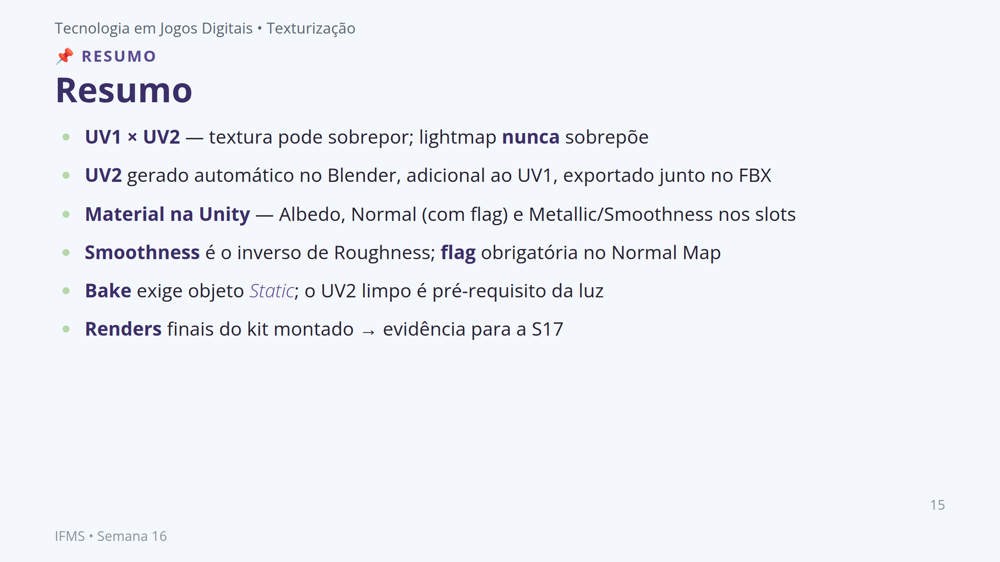 Tecnologia em Jogos Digitais • Texturização
📌 RESUMO
Resumo
• UV1 × UV2 — textura pode sobrepor; lightmap nunca sobrepõe
• UV2 gerado automático no Blender, adicional ao UV1, exportado junto no FBX
• Material na Unity — Albedo, Normal (com flag) e Metallic/Smoothness nos slots
• Smoothness é o inverso de Roughness; flag obrigatória no Normal Map
• Bake exige objeto Static; o UV2 limpo é pré-requisito da luz
• Renders finais do kit montado → evidência para a S17
15
IFMS • Semana 16